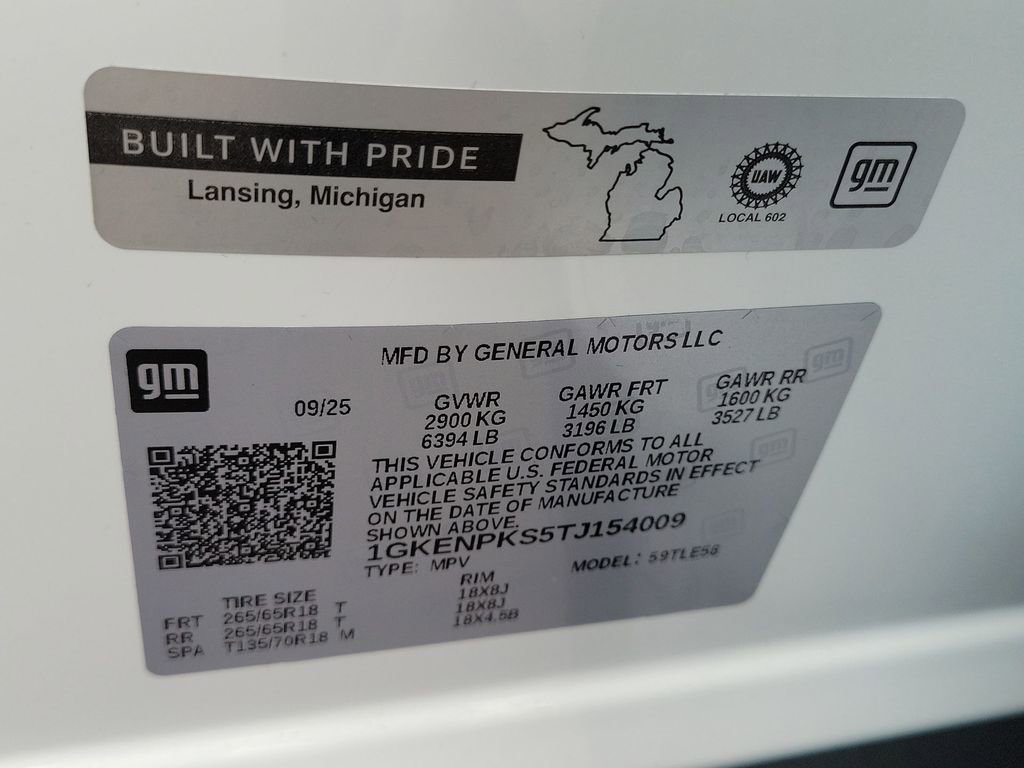 BUILT WITH PRIDE
Lansing, Michigan
UAW
LOCAL 602
gm
gm
MFD BY GENERAL MOTORS LLC
09/25
GVWR
2900 KG
6394 LB
GAWR FRT
1450 KG
3196 LB
GAWR RR
1600 KG
3527 LB
THIS VEHICLE CONFORMS TO ALL
APPLICABLE U.S. FEDERAL MOTOR
VEHICLE SAFETY STANDARDS IN EFFECT
ON THE DATE OF MANUFACTURE
SHOWN ABOVE.
1GKENPKS5TJ154009
TYPE: MPV
MODEL: 59TLE56
TIRE SIZE
RIM
FRT 265/65R18 T 18X8J
RR 265/65R18 T 18X8J
SPA T135/70R18 M 18X4.5B